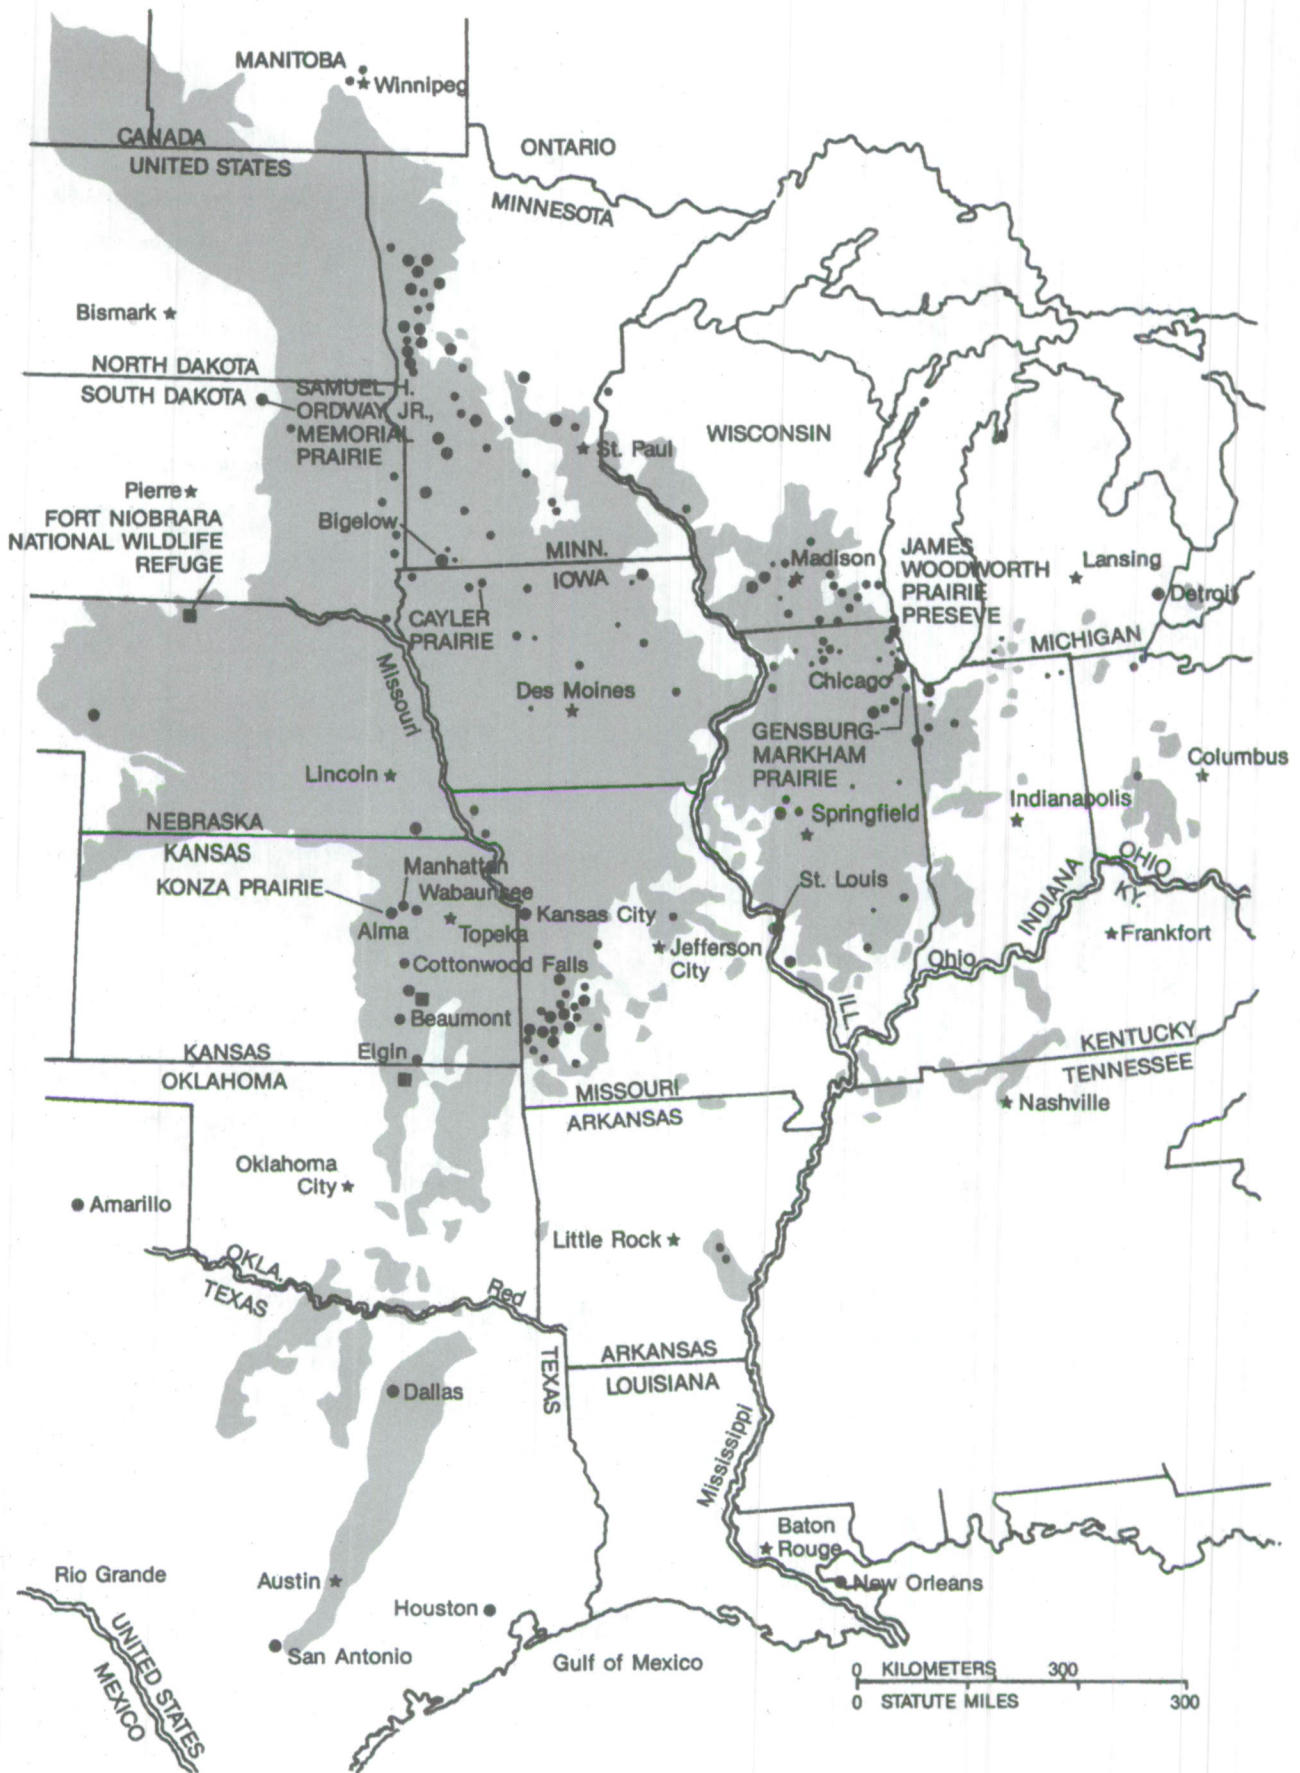 MANITOBA
Winnipeg
CANADA
UNITED STATES
ONTARIO
MINNESOTA
Bismark
NORTH DAKOTA
SOUTH DAKOTA
SAMUEL H.
ORDWAY, JR.,
MEMORIAL
PRAIRIE
St. Paul
WISCONSIN
Pierre
FORT NIOBRARA
NATIONAL WILDLIFE
REFUGE
Bigelow
MINN.
IOWA
Madison
JAMES
WOODWORTH
PRAIRIE
PRESEVE
Lansing
Detroit
CAYLER
PRAIRIE
MICHIGAN
Missouri
Des Moines
Chicago
GENSBURG-
MARKHAM
PRAIRIE
Columbus
Lincoln
Indianapolis
Springfield
NEBRASKA
KANSAS
Manhattan
KONZA PRAIRIE
Wabaunsee
St. Louis
OHIO
KY.
INDIANA
Kansas City
Alma
Topeka
Jefferson
City
Frankfort
Cottonwood Falls
Ohio
ILL.
Beaumont
Elgin
KANSAS
OKLAHOMA
KENTUCKY
TENNESSEE
MISSOURI
ARKANSAS
Nashville
Oklahoma
City
Amarillo
Little Rock
OKLA.
TEXAS
Red
ARKANSAS
LOUISIANA
TEXAS
Dallas
Mississippi
Baton
Rouge
New Orleans
Rio Grande
Austin
Houston
UNITED STATES
MEXICO
San Antonio
Gulf of Mexico
0 KILOMETERS 300
0 STATUTE MILES 300